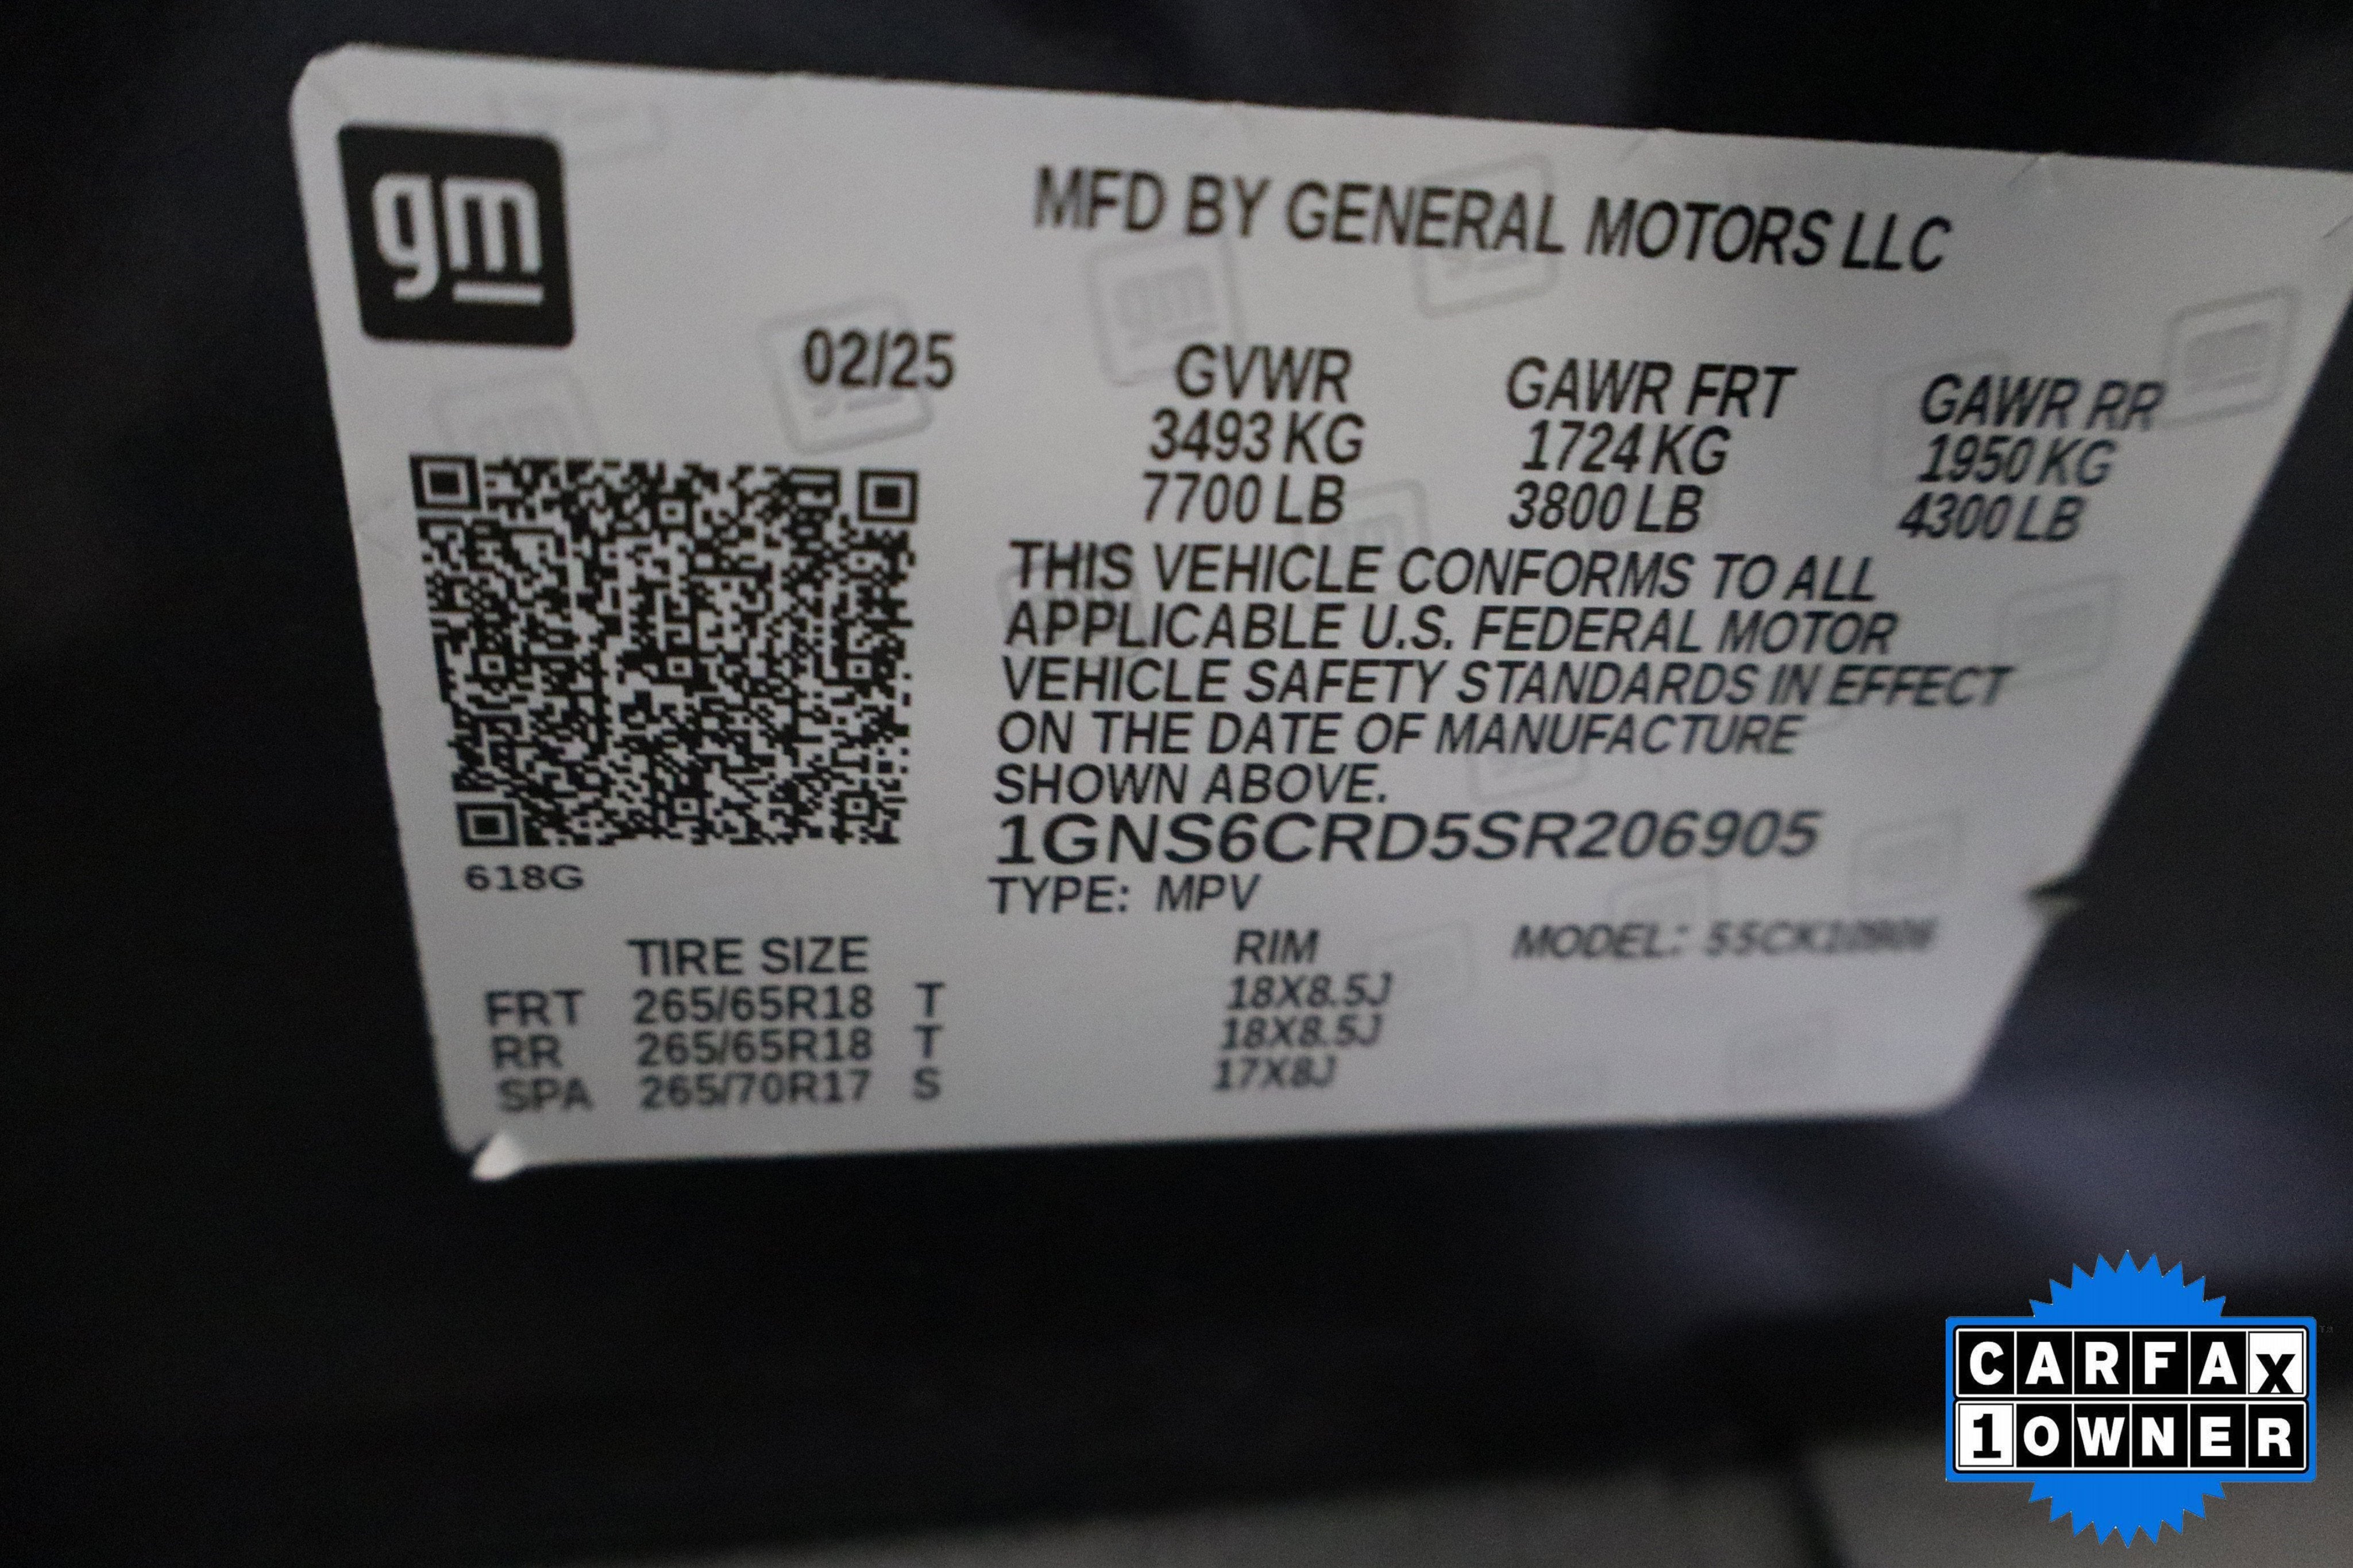 gm
MFD BY GENERAL MOTORS LLC
02/25 GVWR GAWR FRT GAWR RR
3493 KG 1724 KG 1950 KG
7700 LB 3800 LB 4300 LB
THIS VEHICLE CONFORMS TO ALL
APPLICABLE U.S. FEDERAL MOTOR
VEHICLE SAFETY STANDARDS IN EFFECT
ON THE DATE OF MANUFACTURE
SHOWN ABOVE.
1GNS6CRD5SR206905
618G
TYPE: MPV
MODEL:
TIRE SIZE RIM
FRT 265/65R18 T 18X8.5J
RR 265/65R18 T 18X8.5J
SPA 265/70R17 S 17X8J
CARFAX
1 OWNER